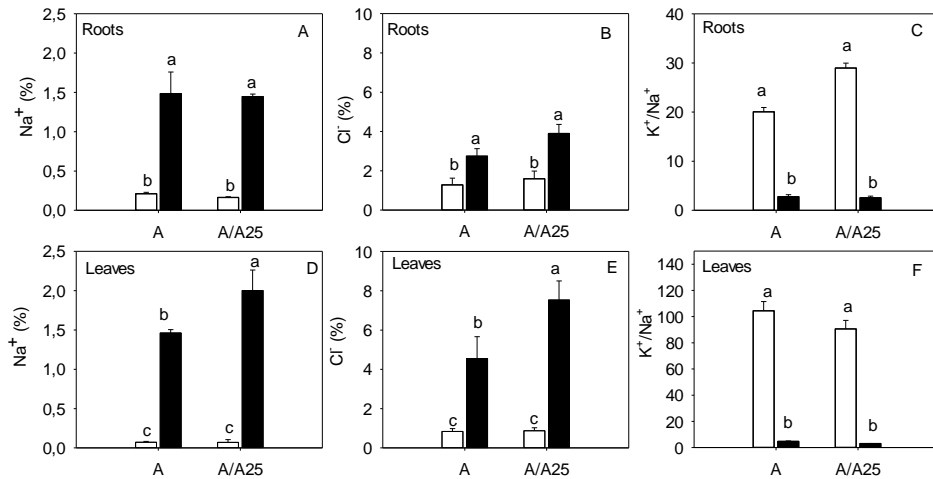 Roots A
Na+ (%)
2,5
2,0
1,5
1,0
0,5
0,0
b a b a
A A/A25
Roots B
Cl- (%)
10
8
6
4
2
0
b a b a
A A/A25
Roots C
K+/Na+
40
30
20
10
0
a b a b
A A/A25
Leaves D
Na+ (%)
2,5
2,0
1,5
1,0
0,5
0,0
c b c a
A A/A25
Leaves E
Cl- (%)
10
8
6
4
2
0
c b c a
A A/A25
Leaves F
K+/Na+
140
120
100
80
60
40
20
0
a b a b
A A/A25